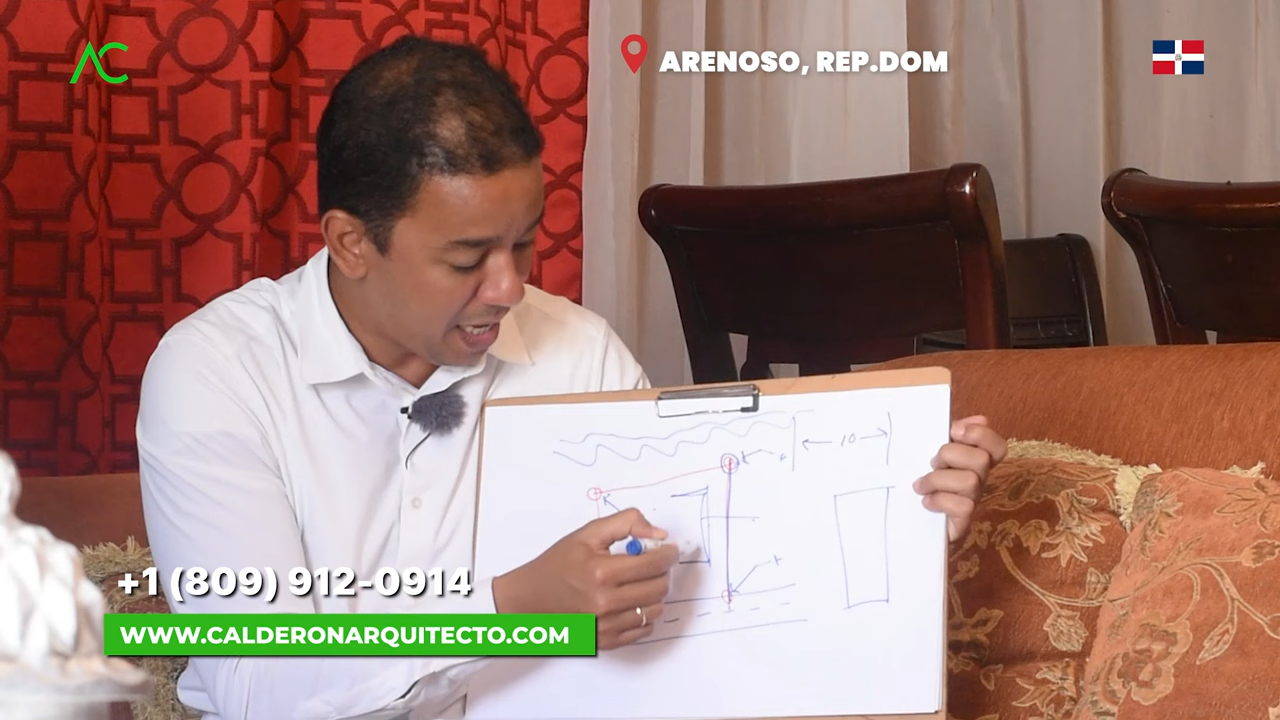 AC
ARENOSO, REP.DOM
10
+1 (809) 912-0914
WWW.CALDERONARQUITECTO.COM